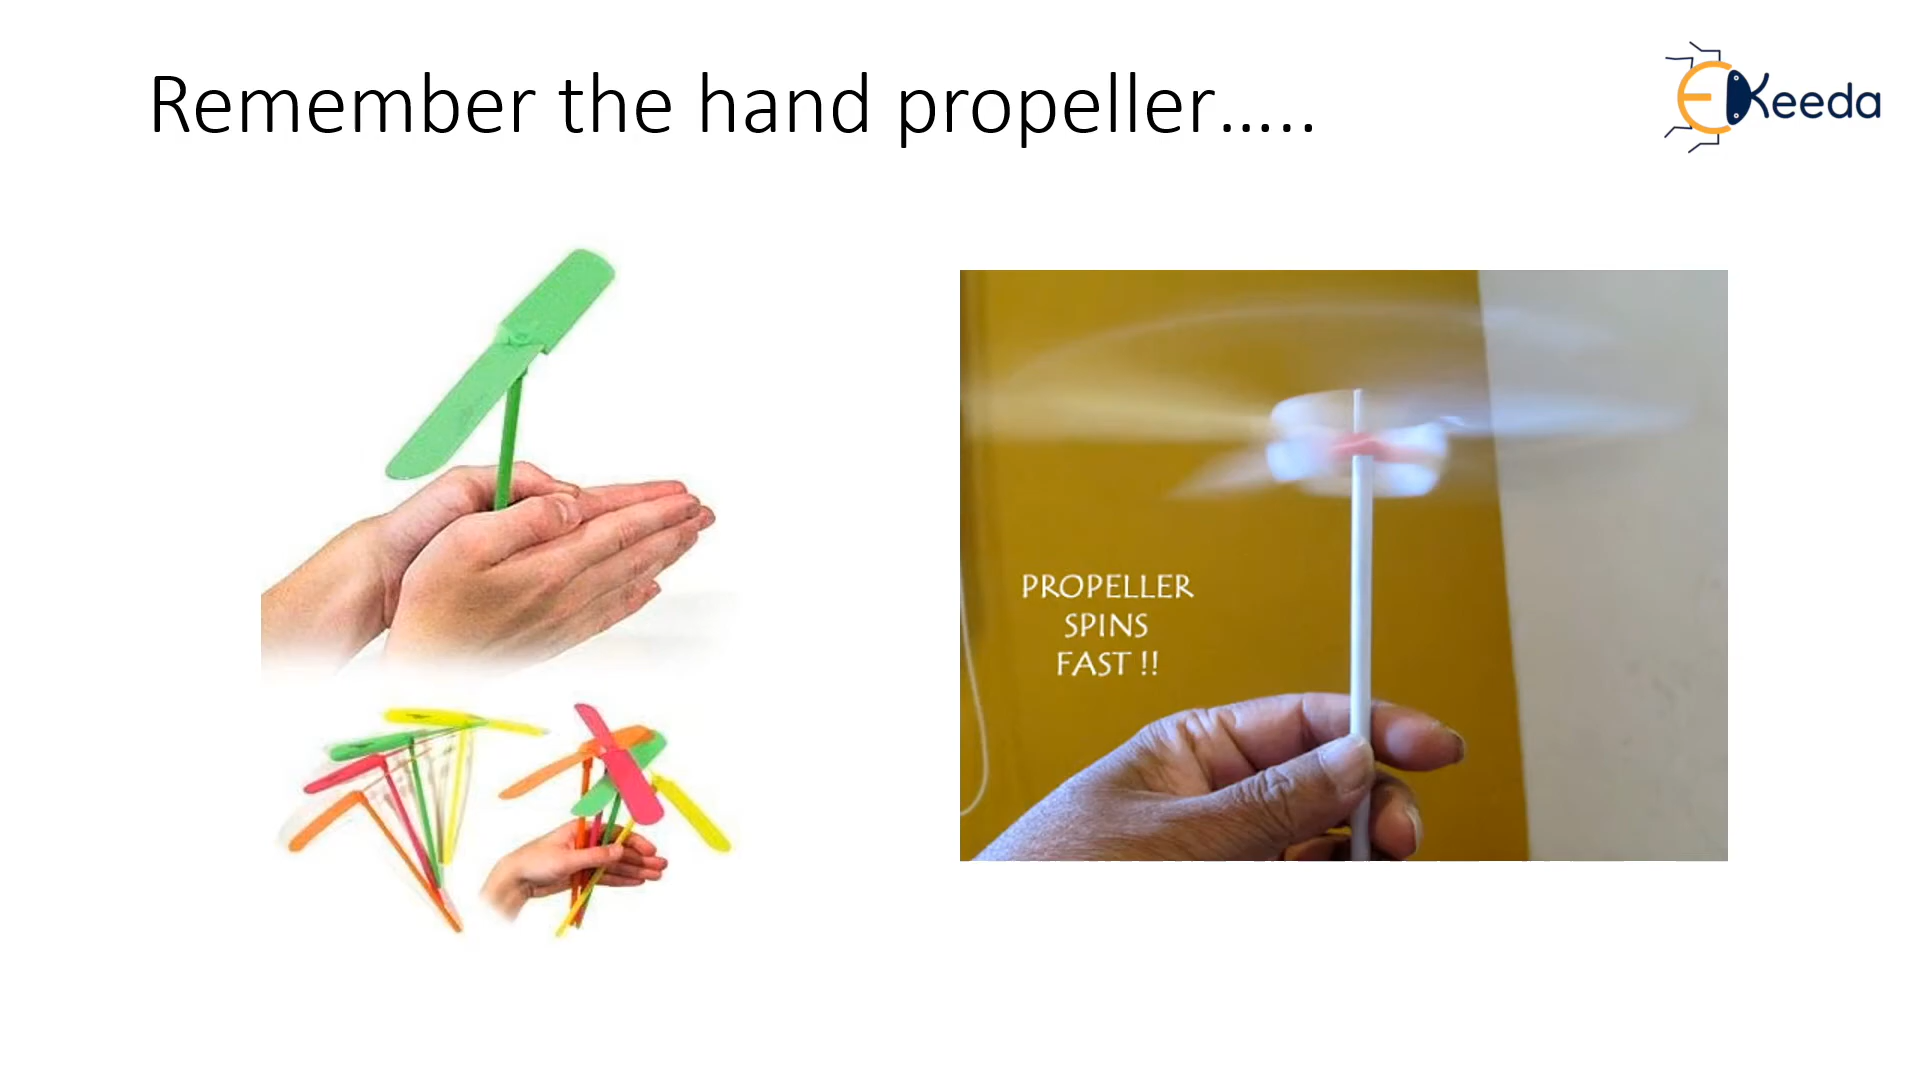 Remember the hand propeller.....
EKeeda
PROPELLER
SPINS
FAST !!